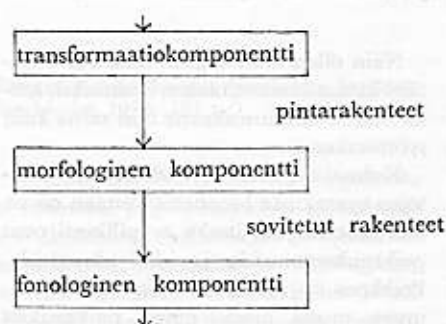 transformaatiokomponentti
pintarakenteet
morfologinen komponentti
sovitetut rakenteet
fonologinen komponentti